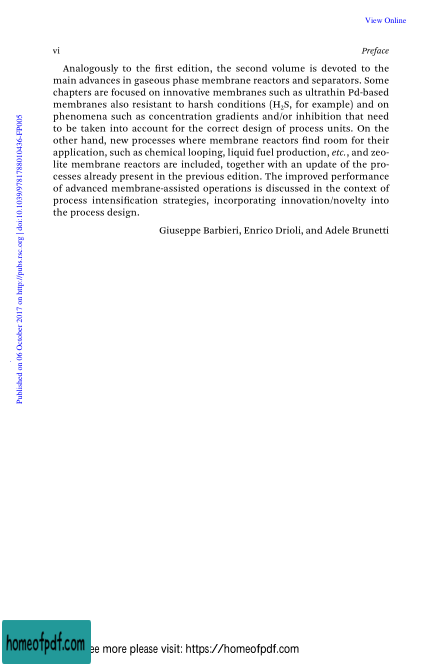 View Online
vi Preface
Analogously to the first edition, the second volume is devoted to the
main advances in gaseous phase membrane reactors and separators. Some
chapters are focused on innovative membranes such as ultrathin Pd-based
membranes also resistant to harsh conditions (H₂S, for example) and on
phenomena such as concentration gradients and/or inhibition that need
to be taken into account for the correct design of process units. On the
other hand, new processes where membrane reactors find room for their
application, such as chemical looping, liquid fuel production, etc., and zeo-
lite membrane reactors are included, together with an update of the pro-
cesses already present in the previous edition. The improved performance
of advanced membrane-assisted operations is discussed in the context of
process intensification strategies, incorporating innovation/novelty into
the process design.
Giuseppe Barbieri, Enrico Drioli, and Adele Brunetti
Published on 06 October 2017 on http://pubs.rsc.org | doi:10.1039/9781788010436-FP005
homeofpdf.com
ee more please visit: https://homeofpdf.com